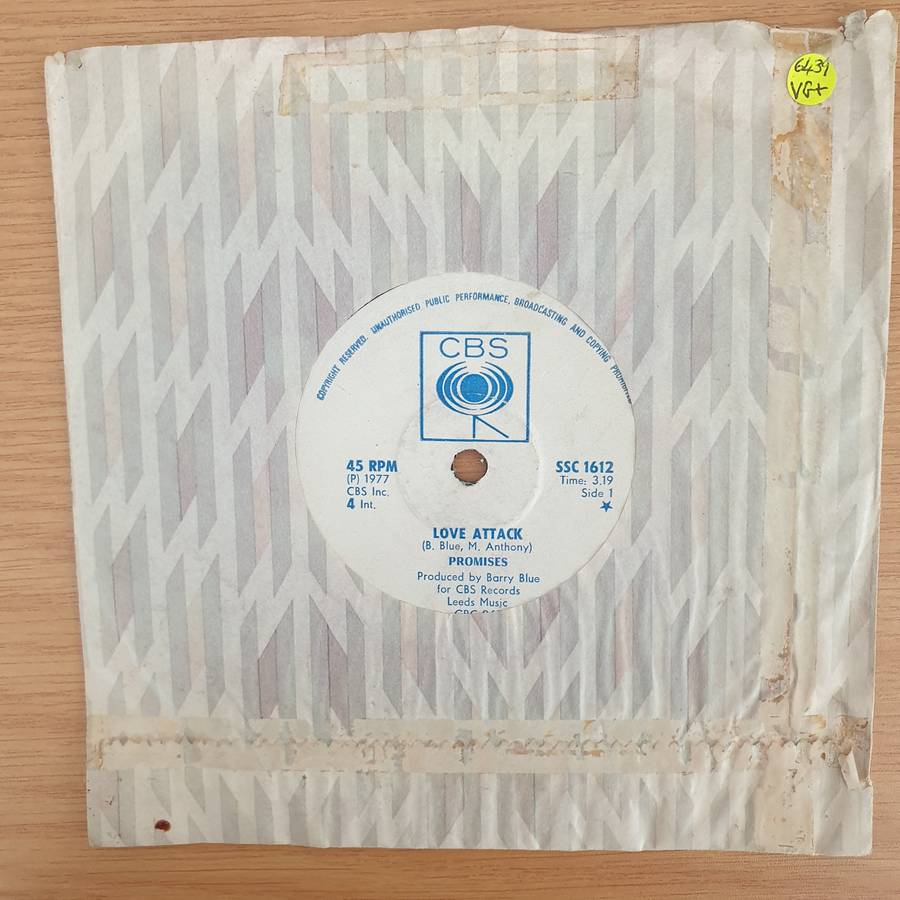 6439
VG+
COPYRIGHT RESERVED. UNAUTHORISED PUBLIC PERFORMANCE, BROADCASTING AND COPYING
CBS
45 RPM
(P) 1977
CBS Inc.
4 Int.
SSC 1612
Time: 3.19
Side 1
LOVE ATTACK
(B. Blue, M. Anthony)
PROMISES
Produced by Barry Blue
for CBS Records
Leeds Music